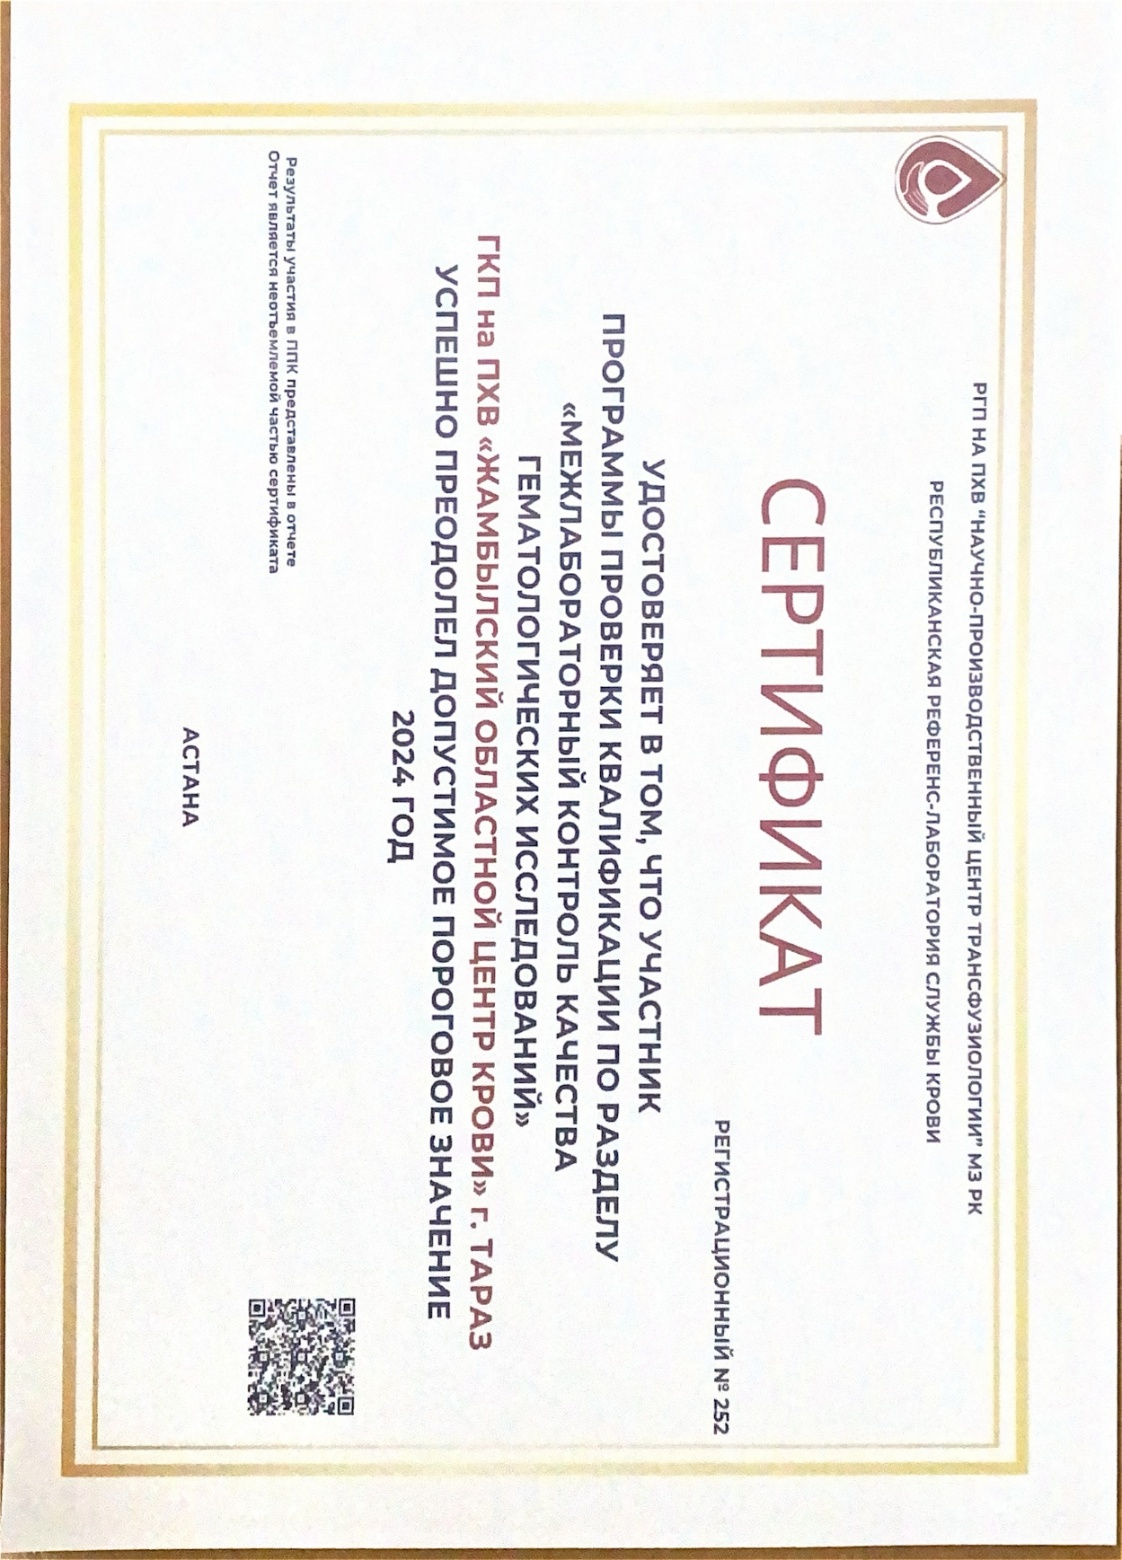 РГП НА ПХВ "НАУЧНО-ПРОИЗВОДСТВЕННЫЙ ЦЕНТР ТРАНСФУЗИОЛОГИИ" МЗ РК
РЕСПУБЛИКАНСКАЯ РЕФЕРЕНС-ЛАБОРАТОРИЯ СЛУЖБЫ КРОВИ
СЕРТИФИКАТ
РЕГИСТРАЦИОННЫЙ № 252
УДОСТОВЕРЯЕТ В ТОМ, ЧТО УЧАСТНИК
ПРОГРАММЫ ПРОВЕРКИ КВАЛИФИКАЦИИ ПО РАЗДЕЛУ
«МЕЖЛАБОРАТОРНЫЙ КОНТРОЛЬ КАЧЕСТВА
ГЕМАТОЛОГИЧЕСКИХ ИССЛЕДОВАНИЙ»
ГКП на ПХВ «ЖАМБЫЛСКИЙ ОБЛАСТНОЙ ЦЕНТР КРОВИ» г. ТАРАЗ
УСПЕШНО ПРЕОДОЛЕЛ ДОПУСТИМОЕ ПОРОГОВОЕ ЗНАЧЕНИЕ
2024 ГОД
Результаты участия в ППК представлены в отчете
Отчет является неотъемлемой частью сертификата
АСТАНА